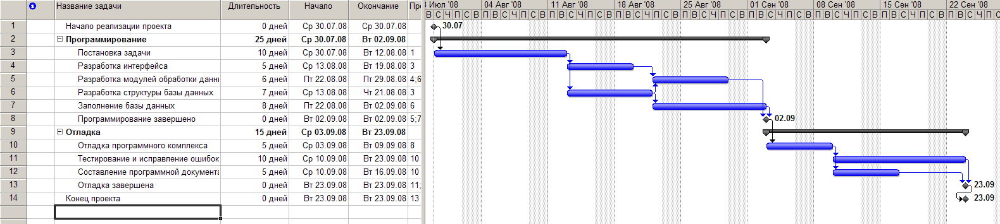 Название задачи Длительность Начало Окончание Пр Июл '08 04 Авг '08 11 Авг '08 18 Авг '08 25 Авг '08 01 Сен '08 08 Сен '08 15 Сен '08 22 Сен '08
В С Ч П С В П В С Ч П С В П В С Ч П С В П В С Ч П С В П В С Ч П С В П В С Ч П С В П В С Ч П С В П В С Ч П С В П В С Ч П С
1 Начало реализации проекта 0 дней Ср 30.07.08 Ср 30.07.08 30.07
2 Программирование 25 дней Ср 30.07.08 Вт 02.09.08
3 Постановка задачи 10 дней Ср 30.07.08 Вт 12.08.08 1
4 Разработка интерфейса 5 дней Ср 13.08.08 Вт 19.08.08 3
5 Разработка модулей обработки данн 6 дней Пт 22.08.08 Пт 29.08.08 4;6
6 Разработка структуры базы данных 7 дней Ср 13.08.08 Чт 21.08.08 3
7 Заполнение базы данных 8 дней Пт 22.08.08 Вт 02.09.08 6
8 Программирование завершено 0 дней Вт 02.09.08 Вт 02.09.08 5;7 02.09
9 Отладка 15 дней Ср 03.09.08 Вт 23.09.08
10 Отладка программного комплекса 5 дней Ср 03.09.08 Вт 09.09.08 8
11 Тестирование и исправление ошибок 10 дней Ср 10.09.08 Вт 23.09.08 10
12 Составление программной документа 5 дней Ср 10.09.08 Вт 16.09.08 10
13 Отладка завершена 0 дней Вт 23.09.08 Вт 23.09.08 11; 23.09
14 Конец проекта 0 дней Вт 23.09.08 Вт 23.09.08 13 23.09